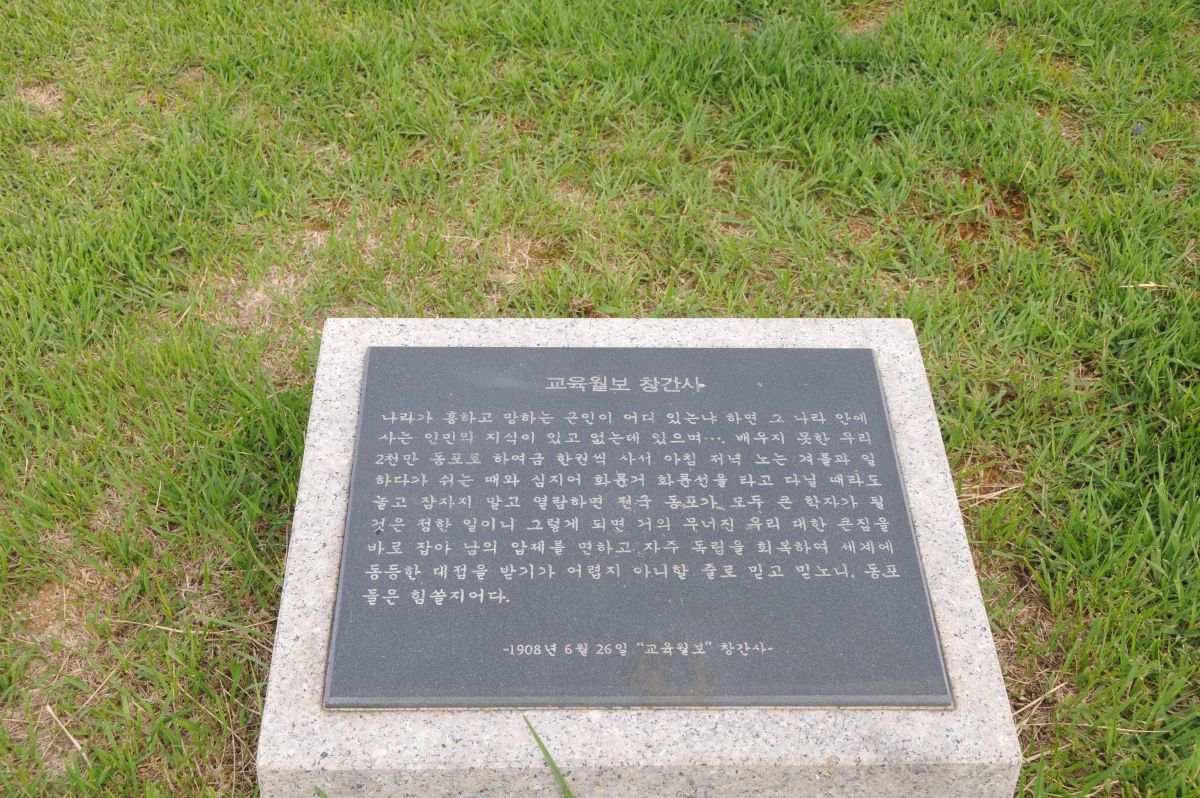 교육월보 창간사
나라가 흥하고 망하는 근인이 어디 있는냐 하면 그 나라 안에
사는 인민의 지식이 있고 없는데 있으며…. 배우지 못한 우리
2천만 동포로 하여금 한권씩 사서 아침 저녁 노는 겨를과 일
하다가 쉬는 때와 심지어 화륜거 화륜선을 타고 다닐 때라도
놀고 잠자지 말고 열람하면 전국 동포가 모두 큰 학자가 될
것은 정한 일이니 그렇게 되면 거의 무너진 우리 대한 큰집을
바로 잡아 남의 압제를 면하고 자주 독립을 회복하여 세계에
동등한 대접을 받기가 어렵지 아니할 줄로 믿고 믿노니, 동포
들은 힘쓸지어다.
-1908년 6월 26일 “교육월보” 창간사-